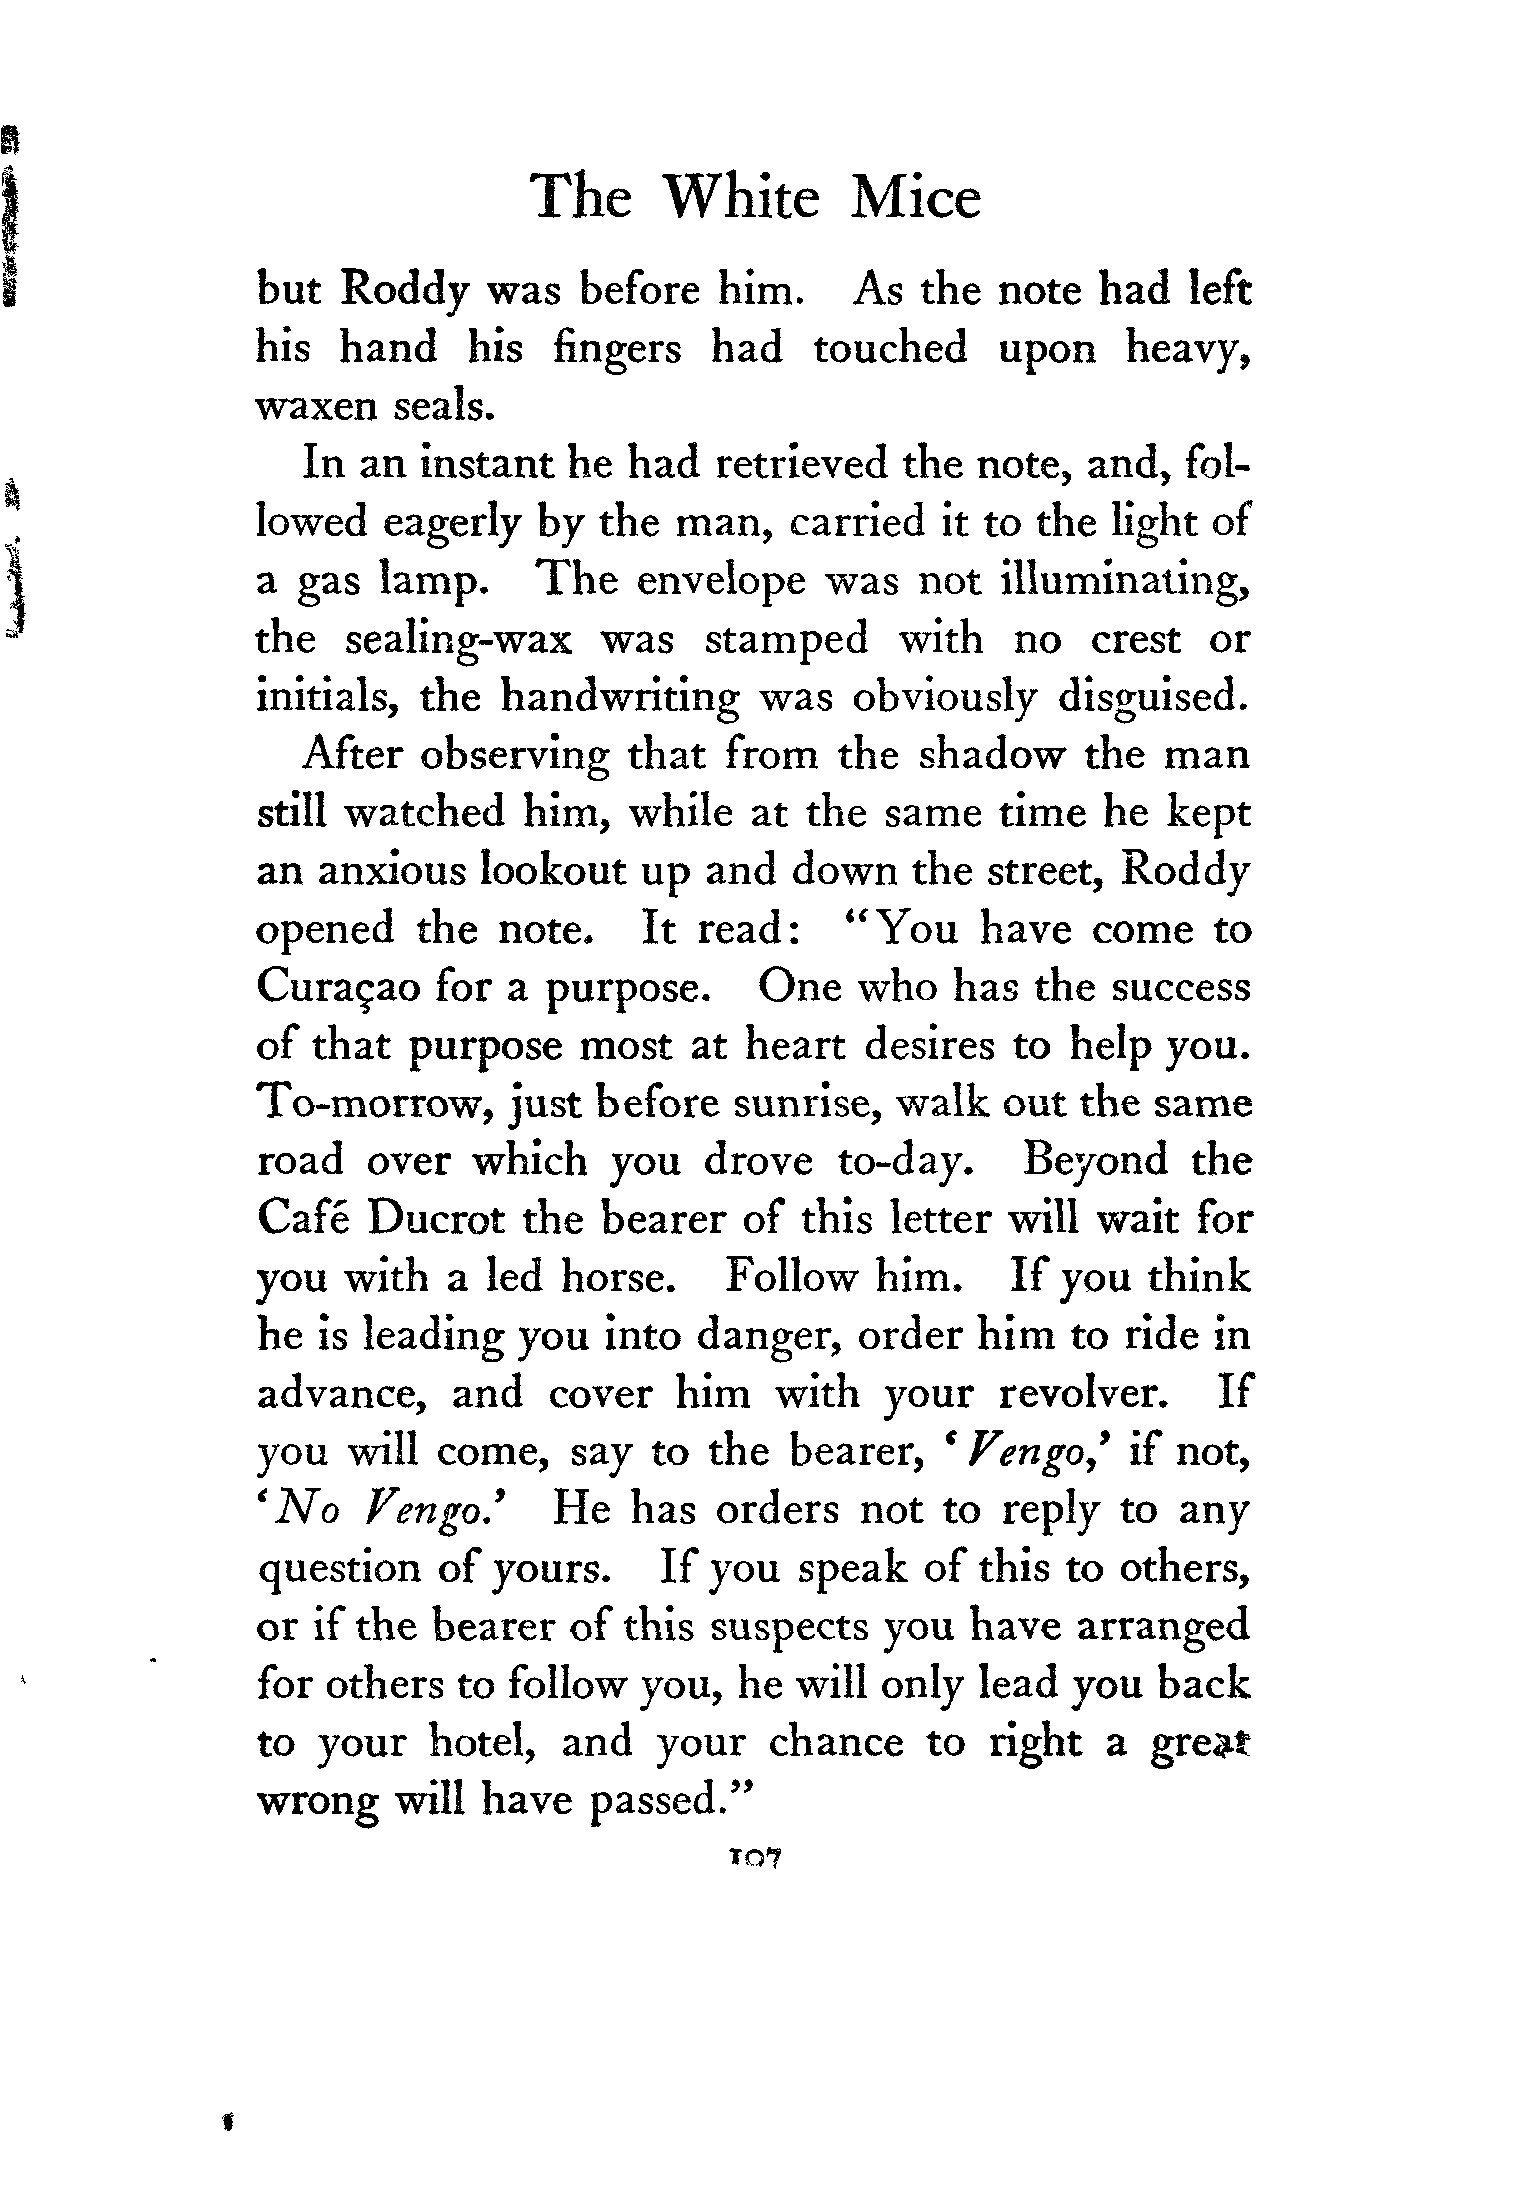 The White Mice
but Roddy was before him. As the note had left
his hand his fingers had touched upon heavy,
waxen seals.
In an instant he had retrieved the note, and, fol-
lowed eagerly by the man, carried it to the light of
a gas lamp. The envelope was not illuminating,
the sealing-wax was stamped with no crest or
initials, the handwriting was obviously disguised.
After observing that from the shadow the man
still watched him, while at the same time he kept
an anxious lookout up and down the street, Roddy
opened the note. It read: "You have come to
Curaçao for a purpose. One who has the success
of that purpose most at heart desires to help you.
To-morrow, just before sunrise, walk out the same
road over which you drove to-day. Beyond the
Café Ducrot the bearer of this letter will wait for
you with a led horse. Follow him. If you think
he is leading you into danger, order him to ride in
advance, and cover him with your revolver. If
you will come, say to the bearer, 'Vengo,' if not,
'No Vengo.' He has orders not to reply to any
question of yours. If you speak of this to others,
or if the bearer of this suspects you have arranged
for others to follow you, he will only lead you back
to your hotel, and your chance to right a great
wrong will have passed."
107